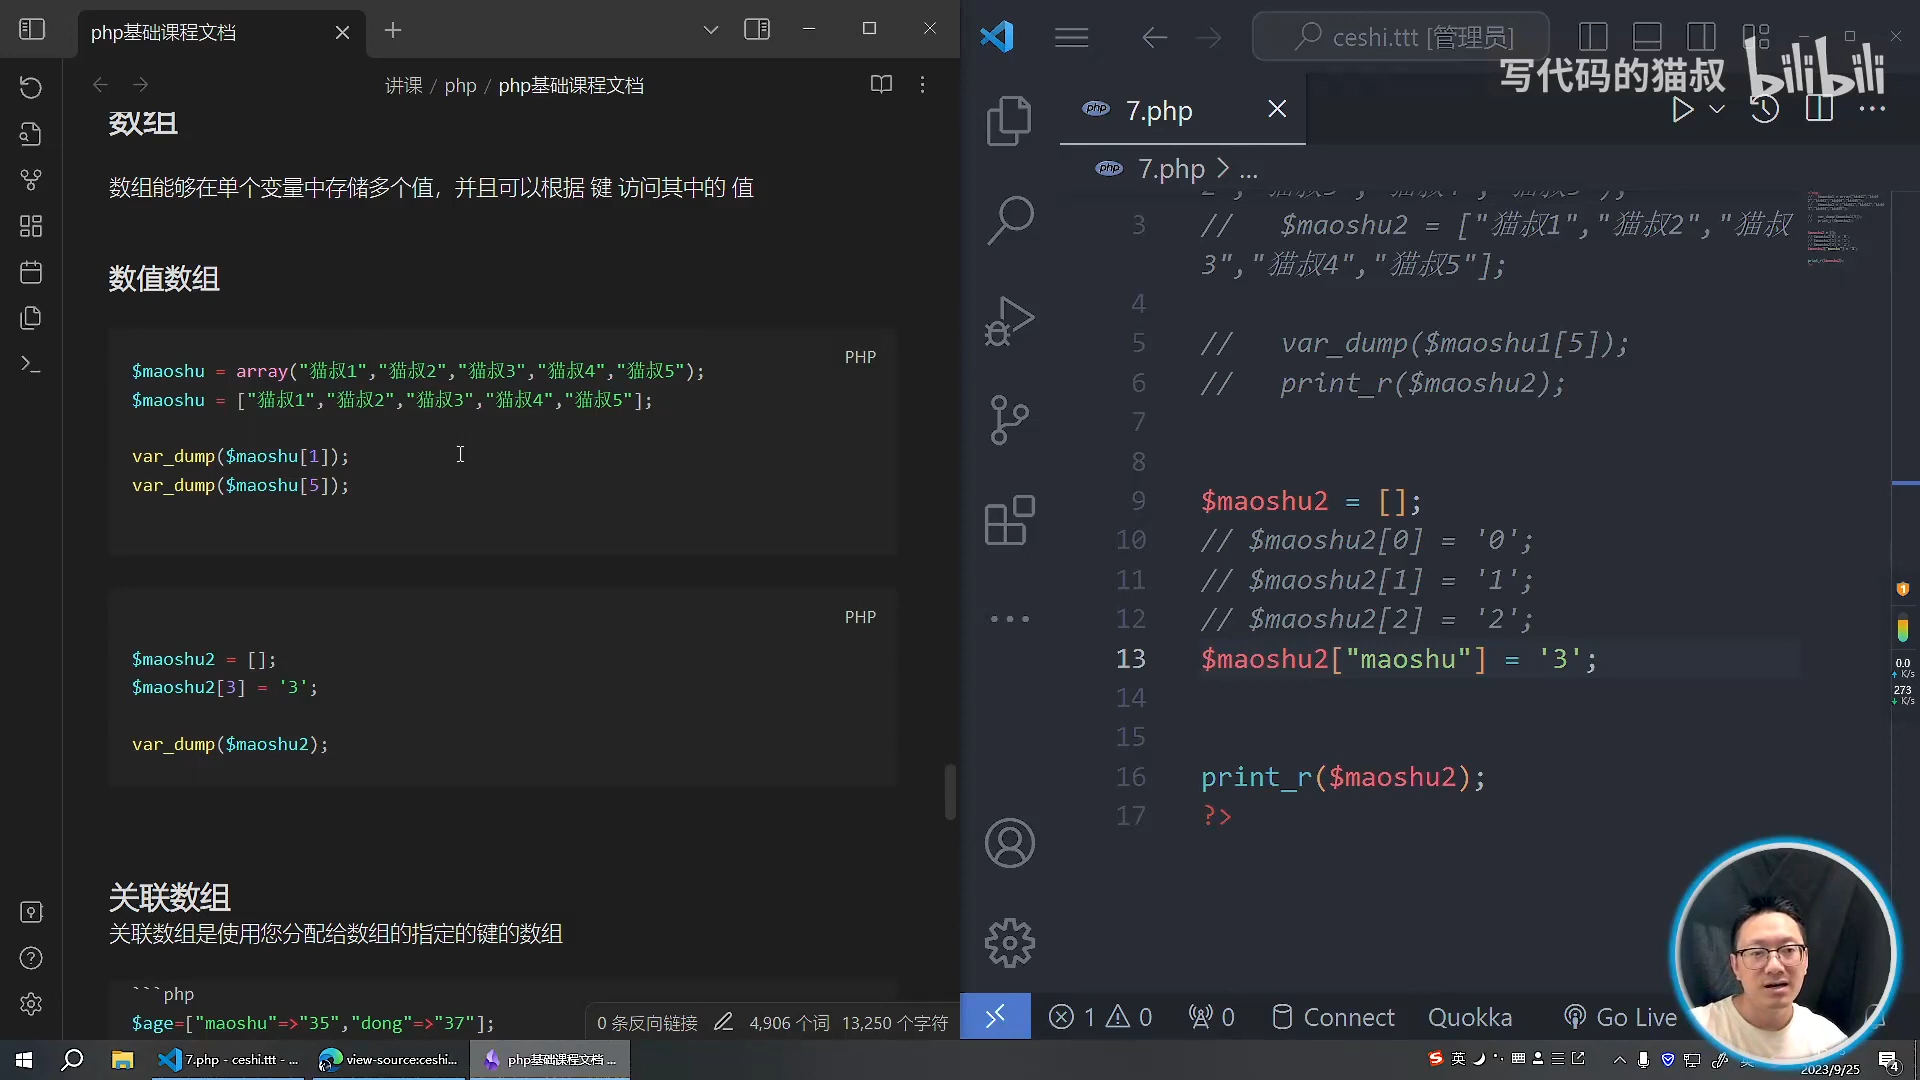 php基础课程文档
讲课 / php / php基础课程文档
数组
数组能够在单个变量中存储多个值，并且可以根据 键 访问其中的 值
数值数组
PHP
$maoshu = array("猫叔1","猫叔2","猫叔3","猫叔4","猫叔5");
$maoshu = ["猫叔1","猫叔2","猫叔3","猫叔4","猫叔5"];
var_dump($maoshu[1]);
var_dump($maoshu[5]);
PHP
$maoshu2 = [];
$maoshu2[3] = '3';
var_dump($maoshu2);
关联数组
关联数组是使用您分配给数组的指定的键的数组
```php
$age=["maoshu"=>"35","dong"=>"37"];
0 条反向链接 4,906 个词 13,250 个字符
ceshi.ttt [管理员]
写代码的猫叔 bilibili
php 7.php
php 7.php > ...
3 // $maoshu2 = ["猫叔1","猫叔2","猫叔
3","猫叔4","猫叔5"];
4
5 // var_dump($maoshu1[5]);
6 // print_r($maoshu2);
7
8
9 $maoshu2 = [];
10 // $maoshu2[0] = '0';
11 // $maoshu2[1] = '1';
12 // $maoshu2[2] = '2';
13 $maoshu2["maoshu"] = '3';
14
15
16 print_r($maoshu2);
17 ?>
1
0.0
K/s
273
K/s
1 0 0 Connect Quokka Go Live
7.php - ceshi.ttt - ...
view-source:ceshi...
php基础课程文档 ...
英
2023/9/25
4